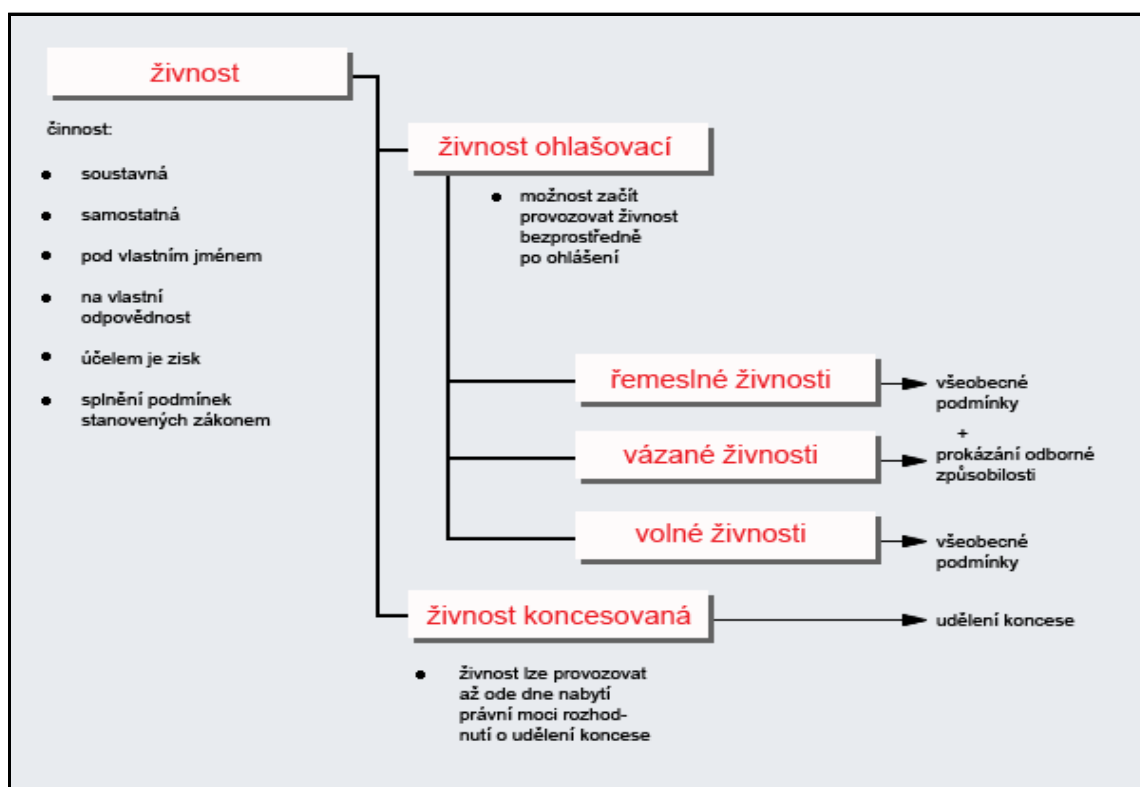 živnost
činnost:
● soustavná
● samostatná
● pod vlastním jménem
● na vlastní
odpovědnost
● účelem je zisk
● splnění podmínek
stanovených zákonem
živnost ohlašovací
● možnost začít
provozovat živnost
bezprostředně
po ohlášení
řemeslné živnosti
všeobecné
podmínky
+
vázané živnosti
prokázání odborné
způsobilosti
volné živnosti
všeobecné
podmínky
živnost koncesovaná
udělení koncese
● živnost lze provozovat
až ode dne nabytí
právní moci rozhod-
nutí o udělení koncese